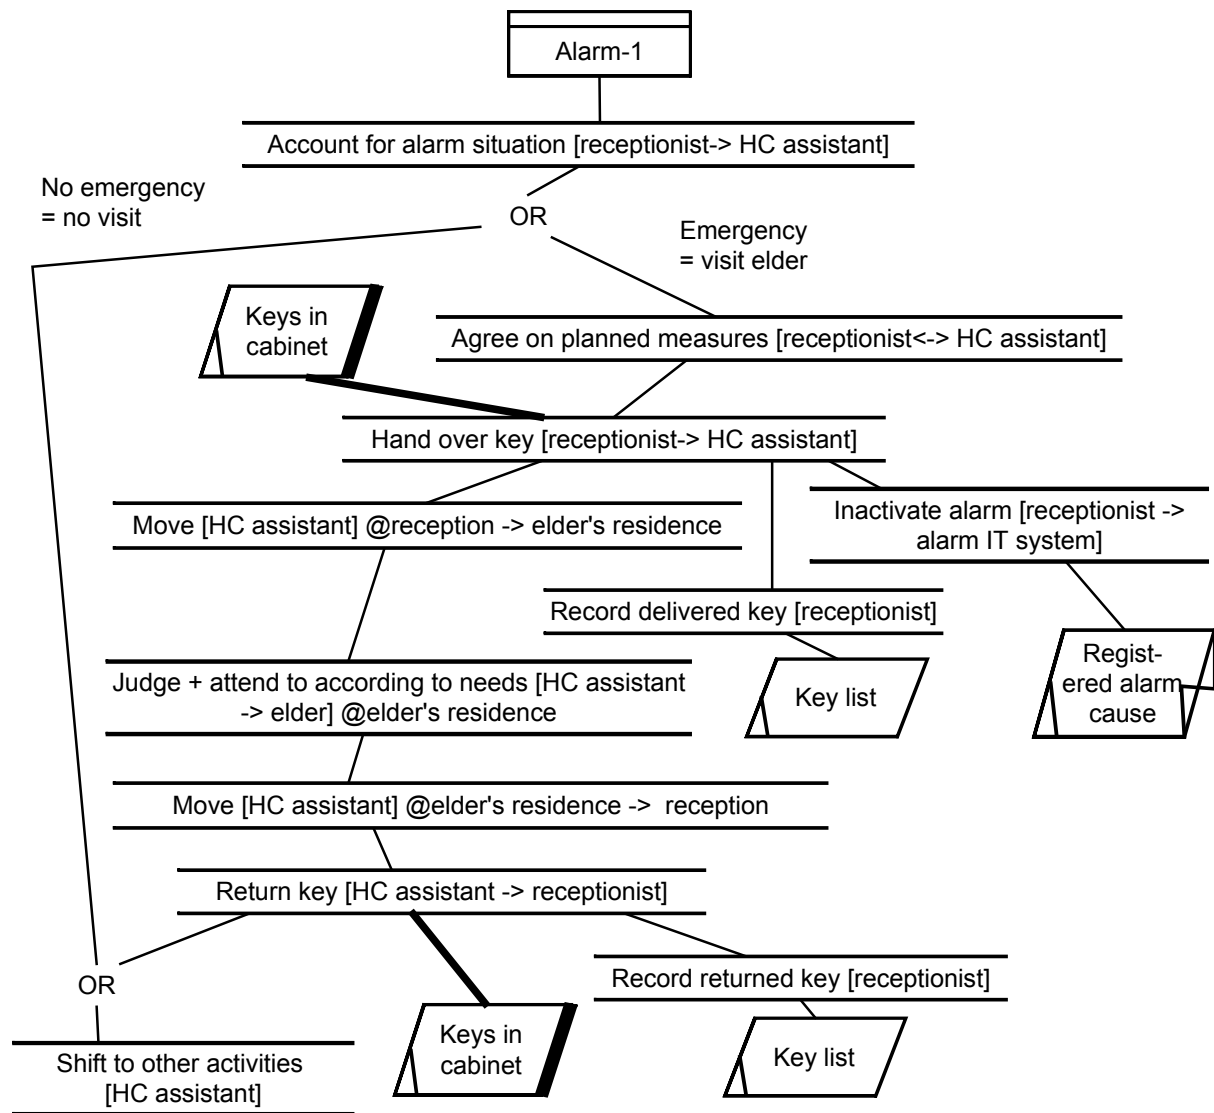 Alarm-1
Account for alarm situation [receptionist-> HC assistant]
No emergency
= no visit
OR
Emergency
= visit elder
Keys in
cabinet
Agree on planned measures [receptionist<-> HC assistant]
Hand over key [receptionist-> HC assistant]
Move [HC assistant] @reception -> elder's residence
Inactivate alarm [receptionist ->
alarm IT system]
Record delivered key [receptionist]
Regist-
ered alarm
cause
Judge + attend to according to needs [HC assistant
-> elder] @elder's residence
Key list
Move [HC assistant] @elder's residence -> reception
Return key [HC assistant -> receptionist]
OR
Record returned key [receptionist]
Keys in
cabinet
Key list
Shift to other activities
[HC assistant]